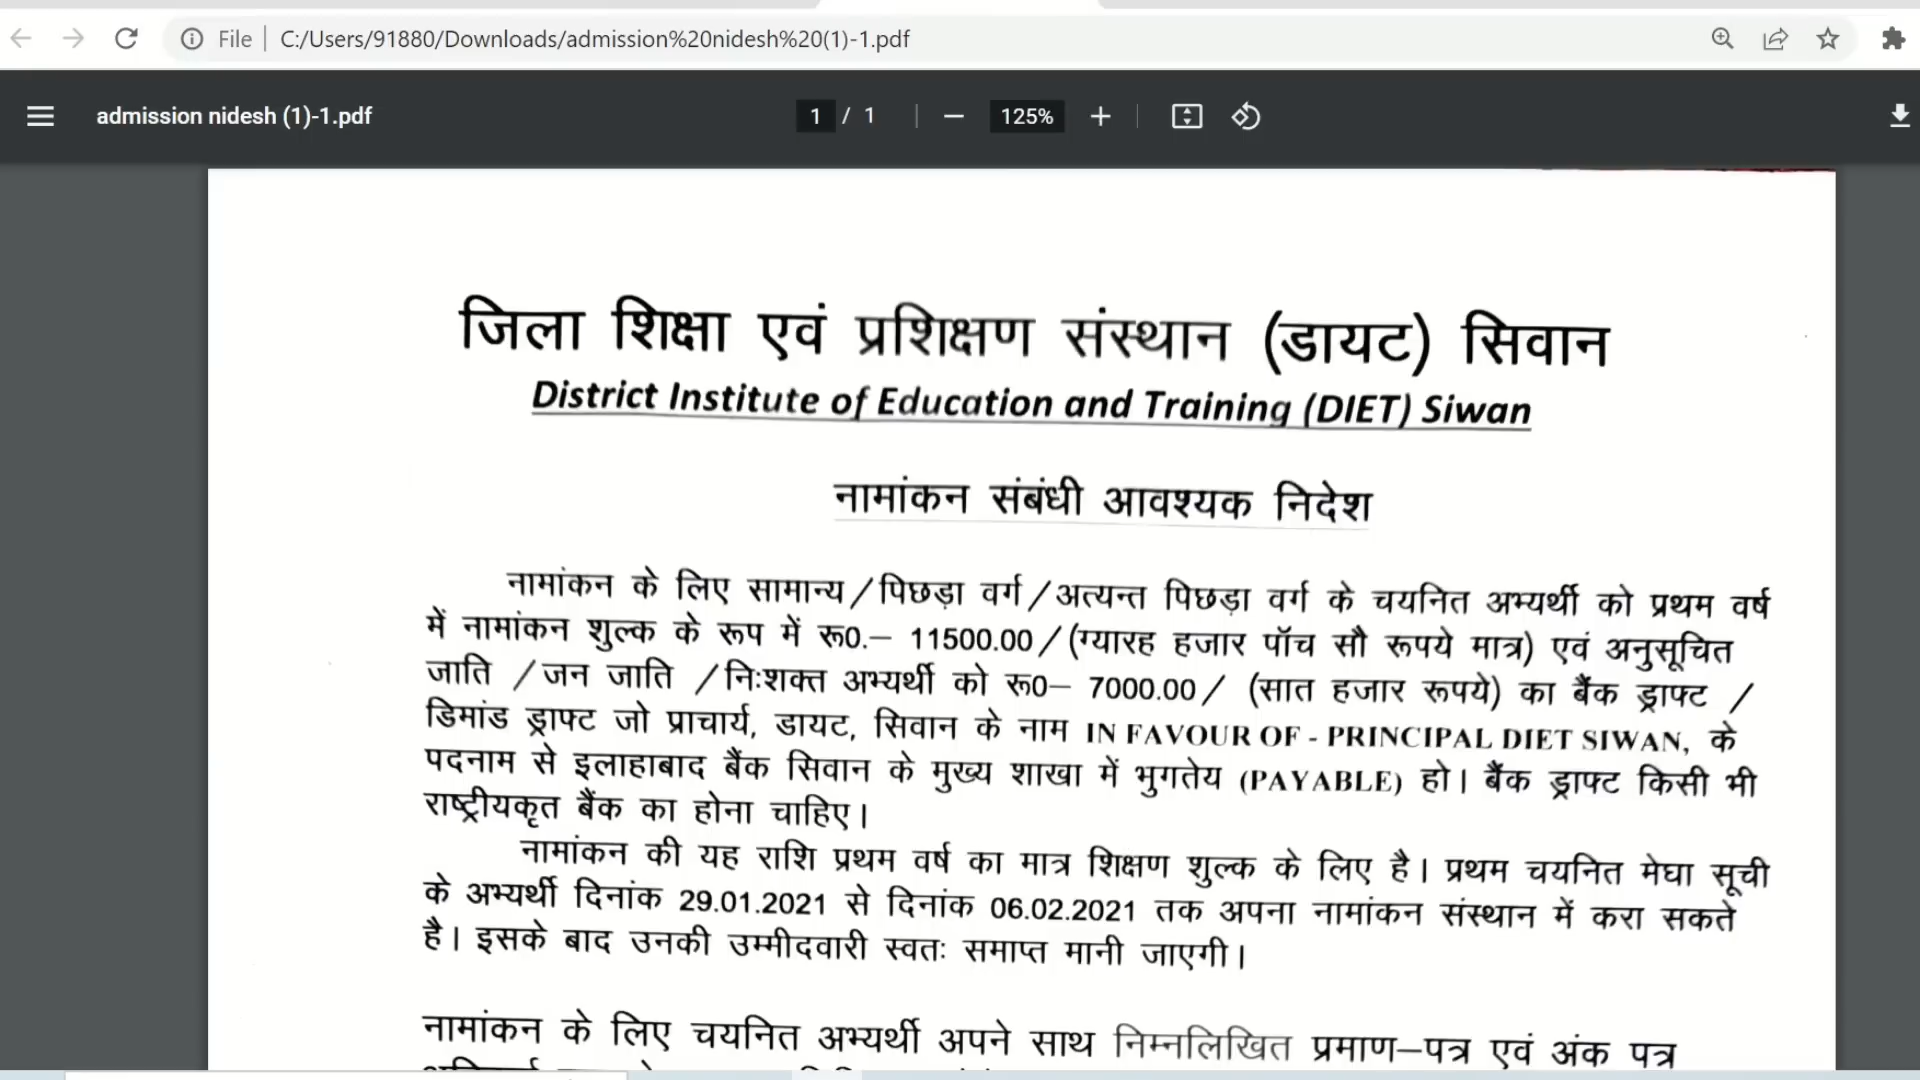 File C:/Users/91880/Downloads/admission%20nidesh%20(1)-1.pdf
admission nidesh (1)-1.pdf 1 / 1 125%
जिला शिक्षा एवं प्रशिक्षण संस्थान (डायट) सिवान
District Institute of Education and Training (DIET) Siwan
नामांकन संबंधी आवश्यक निदेश
नामांकन के लिए सामान्य/पिछड़ा वर्ग/अत्यन्त पिछड़ा वर्ग के चयनित अभ्यर्थी को प्रथम वर्ष
में नामांकन शुल्क के रूप में रू0.– 11500.00/(ग्यारह हजार पॉच सौ रूपये मात्र) एवं अनुसूचित
जाति /जन जाति /निःशक्त अभ्यर्थी को रू0– 7000.00/ (सात हजार रूपये) का बैंक ड्राफ्ट /
डिमांड ड्राफ्ट जो प्राचार्य, डायट, सिवान के नाम IN FAVOUR OF - PRINCIPAL DIET SIWAN, के
पदनाम से इलाहाबाद बैंक सिवान के मुख्य शाखा में भुगतेय (PAYABLE) हो। बैंक ड्राफ्ट किसी भी
राष्ट्रीयकृत बैंक का होना चाहिए।
नामांकन की यह राशि प्रथम वर्ष का मात्र शिक्षण शुल्क के लिए है। प्रथम चयनित मेघा सूची
के अभ्यर्थी दिनांक 29.01.2021 से दिनांक 06.02.2021 तक अपना नामांकन संस्थान में करा सकते
है। इसके बाद उनकी उम्मीदवारी स्वतः समाप्त मानी जाएगी।
नामांकन के लिए चयनित अभ्यर्थी अपने साथ निम्नलिखित प्रमाण–पत्र एवं अंक पत्र